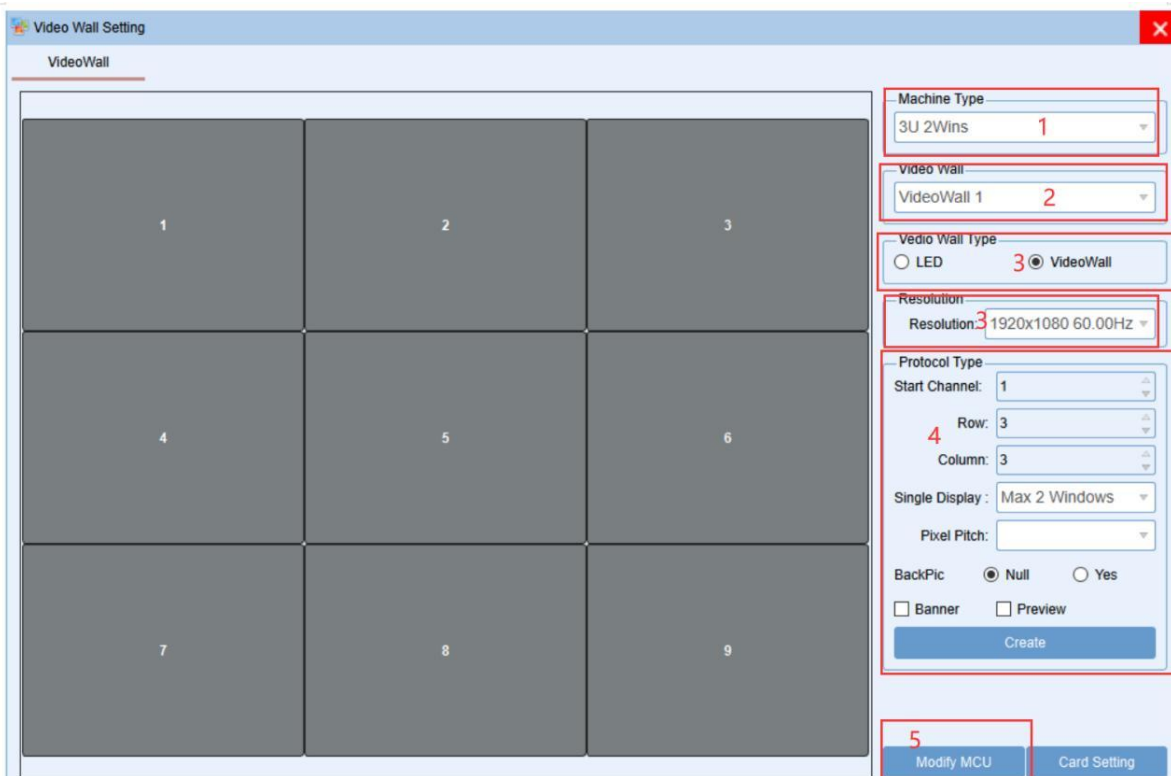 Video Wall Setting
VideoWall
1 2 3
4 5 6
7 8 9
Machine Type
3U 2Wins 1
Video Wall
VideoWall 1 2
Vedio Wall Type
LED 3 VideoWall
Resolution
Resolution: 3 1920x1080 60.00Hz
Protocol Type
Start Channel: 1
Row: 3
4
Column: 3
Single Display : Max 2 Windows
Pixel Pitch:
BackPic Null Yes
Banner Preview
Create
5
Modify MCU Card Setting